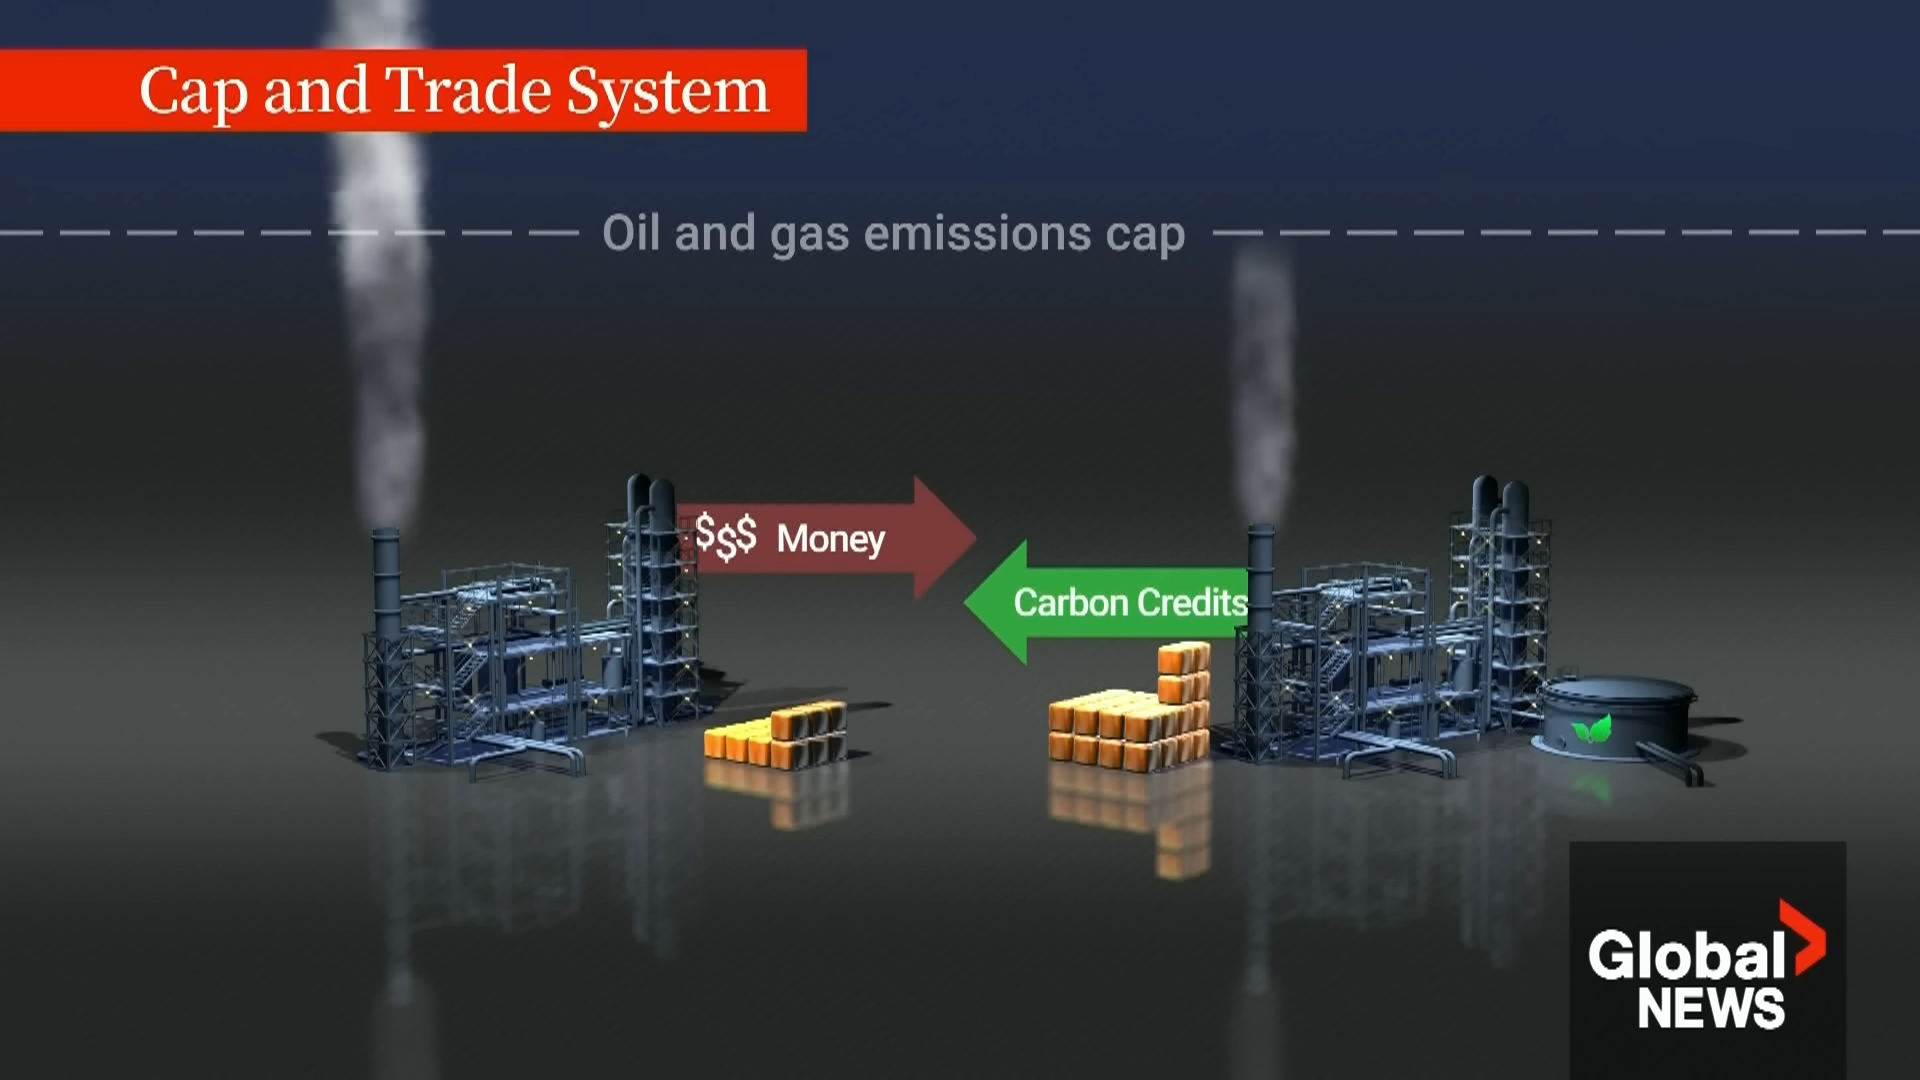 Cap and Trade System
Oil and gas emissions cap
$$$ Money
Carbon Credits
Global
NEWS